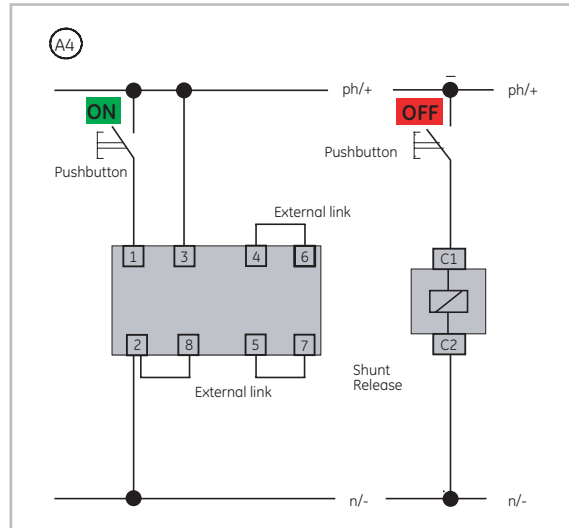 A4
ph/+
ph/+
ON
OFF
Pushbutton
Pushbutton
External link
1
3
4
6
C1
2
8
5
7
C2
External link
Shunt
Release
n/-
n/-